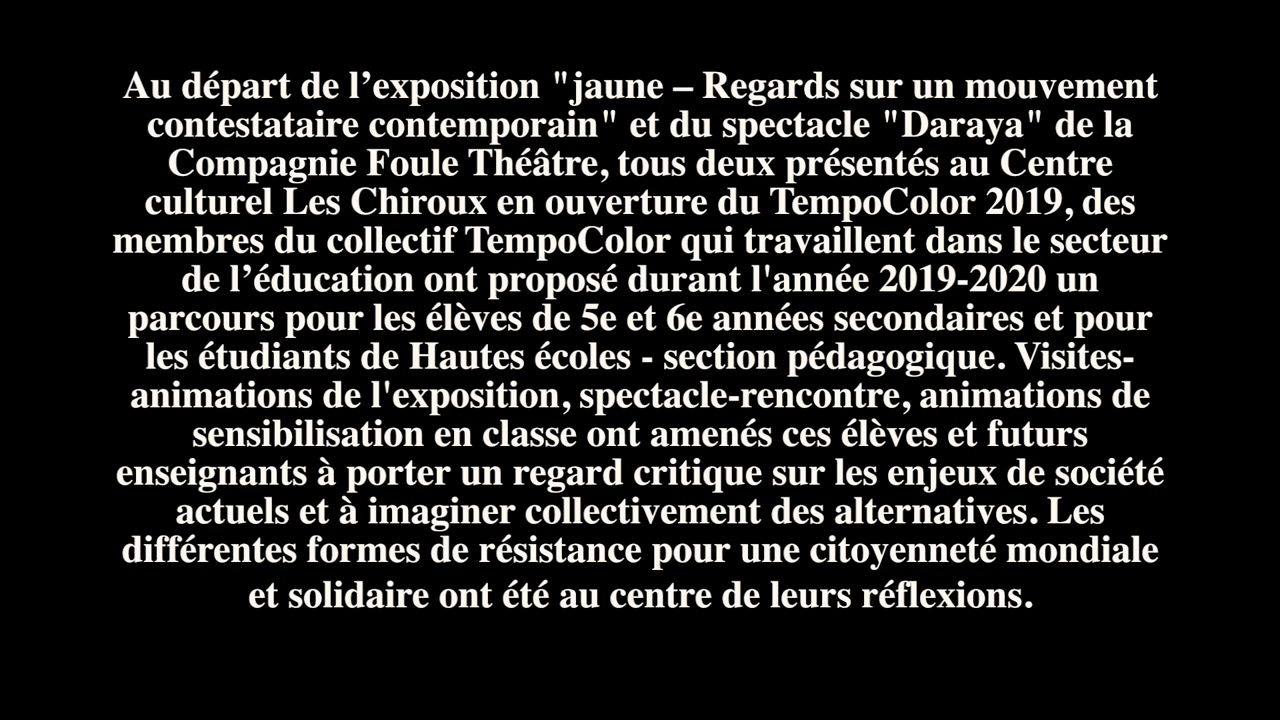 Au départ de l’exposition "jaune – Regards sur un mouvement
contestataire contemporain" et du spectacle "Daraya" de la
Compagnie Foule Théâtre, tous deux présentés au Centre
culturel Les Chiroux en ouverture du TempoColor 2019, des
membres du collectif TempoColor qui travaillent dans le secteur
de l’éducation ont proposé durant l'année 2019-2020 un
parcours pour les élèves de 5e et 6e années secondaires et pour
les étudiants de Hautes écoles - section pédagogique. Visites-
animations de l'exposition, spectacle-rencontre, animations de
sensibilisation en classe ont amenés ces élèves et futurs
enseignants à porter un regard critique sur les enjeux de société
actuels et à imaginer collectivement des alternatives. Les
différentes formes de résistance pour une citoyenneté mondiale
et solidaire ont été au centre de leurs réflexions.